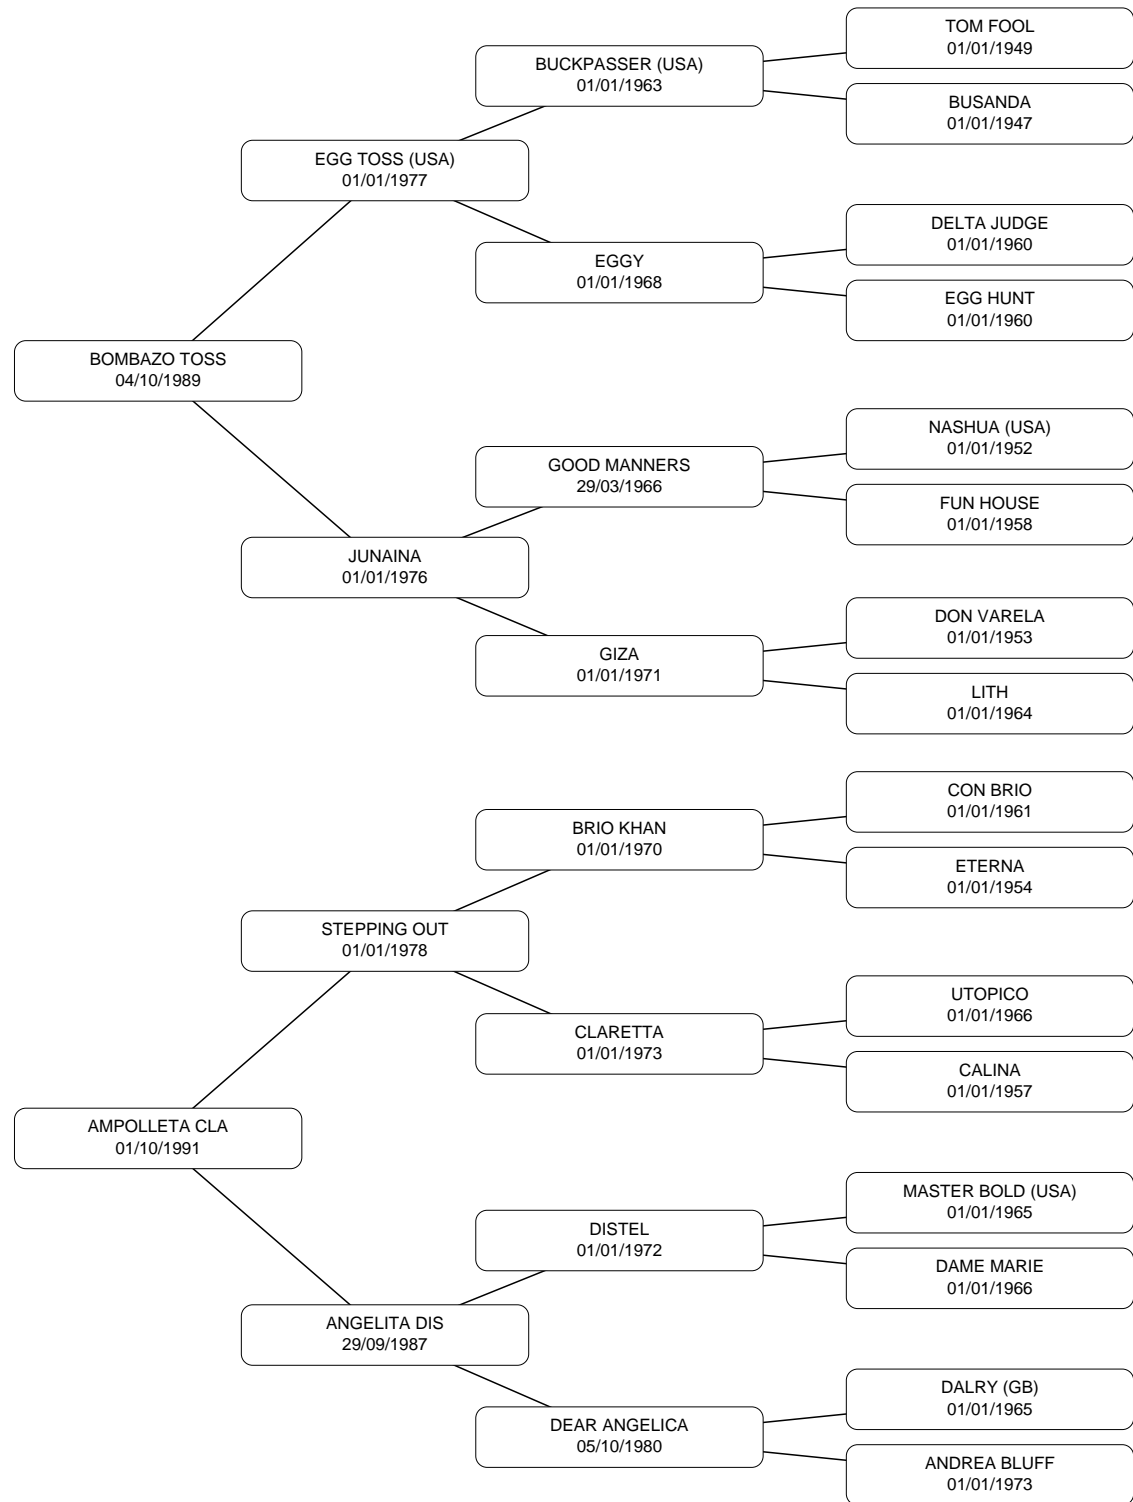 TOM FOOL
01/01/1949
BUCKPASSER (USA)
01/01/1963
BUSANDA
01/01/1947
EGG TOSS (USA)
01/01/1977
DELTA JUDGE
01/01/1960
EGGY
01/01/1968
EGG HUNT
01/01/1960
BOMBAZO TOSS
04/10/1989
NASHUA (USA)
01/01/1952
GOOD MANNERS
29/03/1966
FUN HOUSE
01/01/1958
JUNAINA
01/01/1976
DON VARELA
01/01/1953
GIZA
01/01/1971
LITH
01/01/1964
CON BRIO
01/01/1961
BRIO KHAN
01/01/1970
ETERNA
01/01/1954
STEPPING OUT
01/01/1978
UTOPICO
01/01/1966
CLARETTA
01/01/1973
CALINA
01/01/1957
AMPOLLETA CLA
01/10/1991
MASTER BOLD (USA)
01/01/1965
DISTEL
01/01/1972
DAME MARIE
01/01/1966
ANGELITA DIS
29/09/1987
DALRY (GB)
01/01/1965
DEAR ANGELICA
05/10/1980
ANDREA BLUFF
01/01/1973